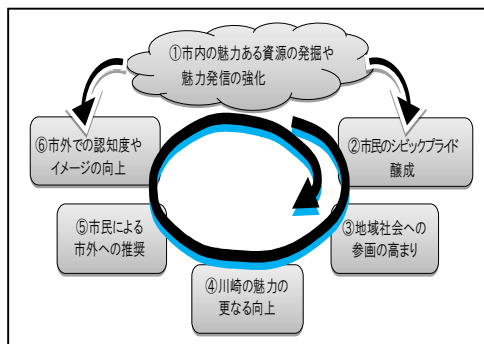 ①市内の魅力ある資源の発掘や
魅力発信の強化
②市民のシビックプライド
醸成
③地域社会への
参画の高まり
④川崎の魅力の
更なる向上
⑤市民による
市外への推奨
⑥市外での認知度や
イメージの向上